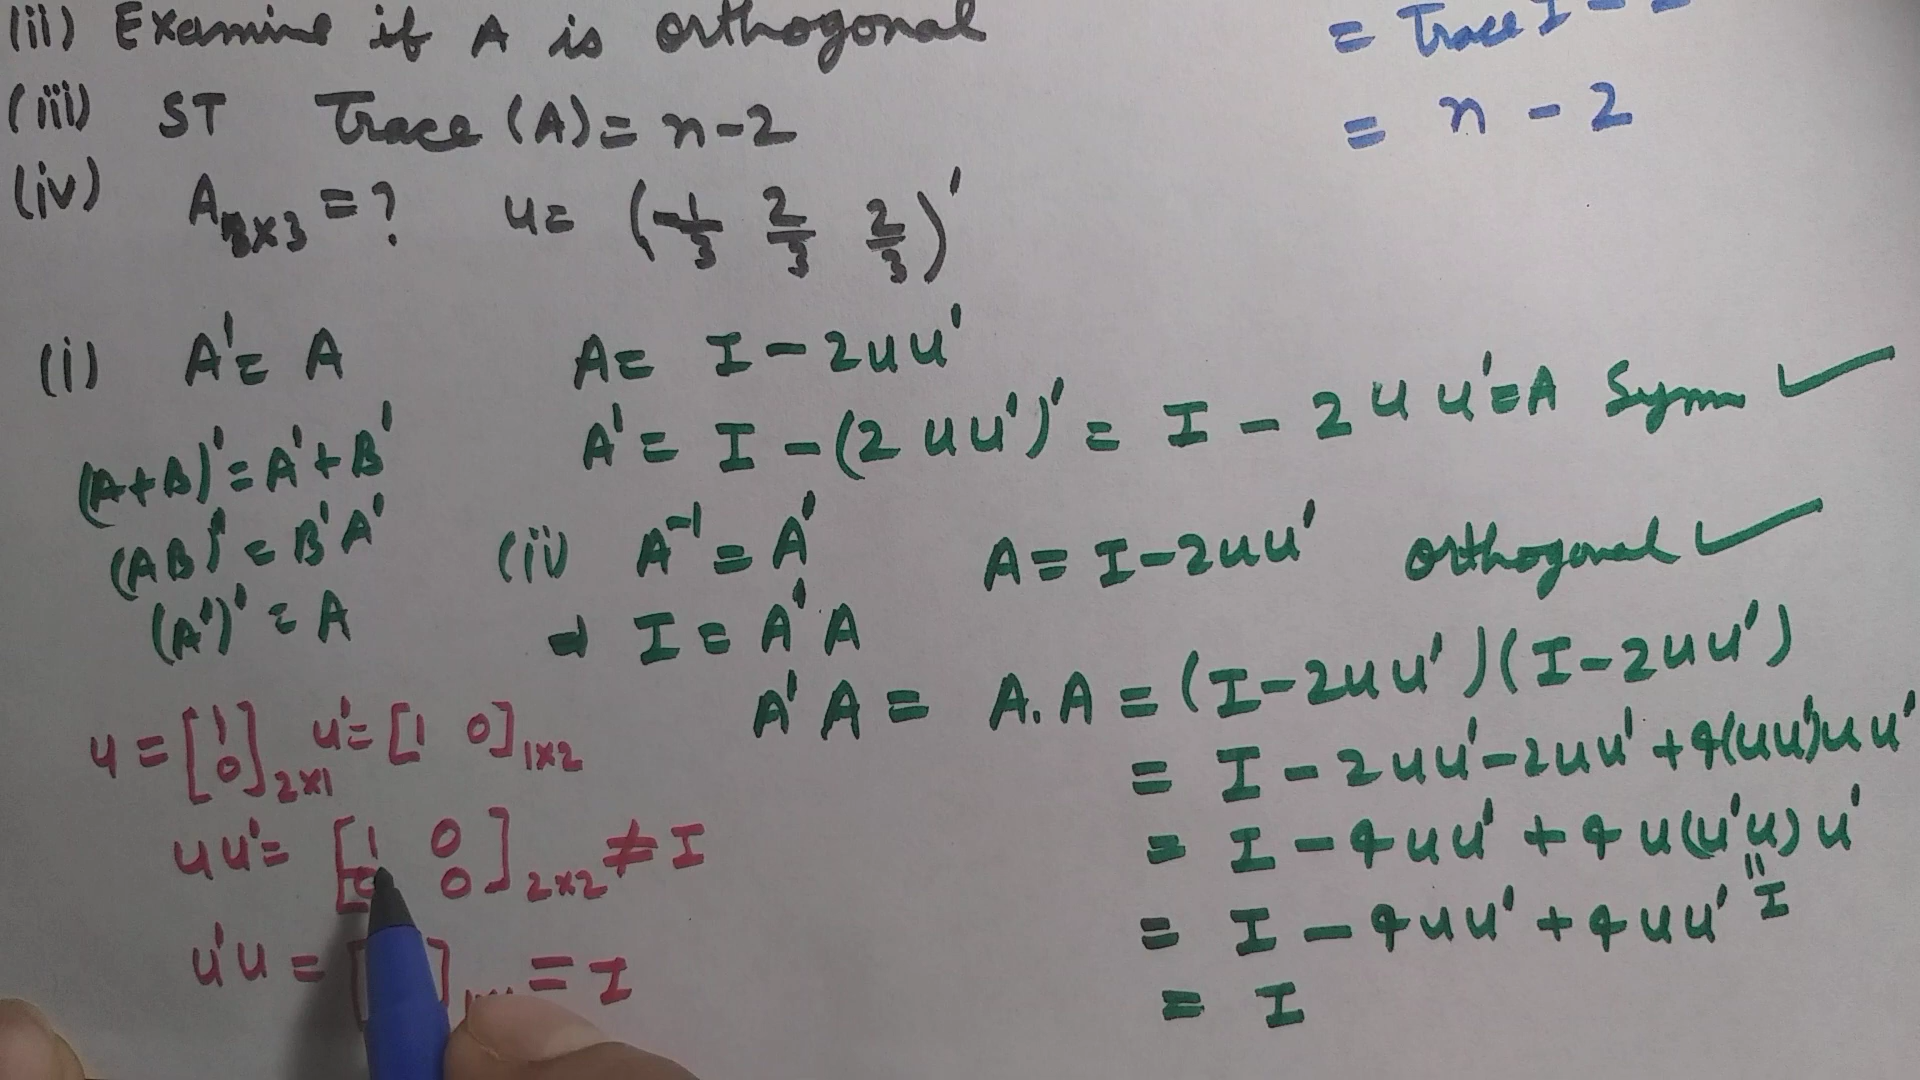 (ii) Examine if A is orthogonal
= Trace I -
(iii) ST Trace (A) = n-2
= n - 2
(iv) A3x3 = ? u = (-1/3 2/3 2/3)'
(i) A' = A A = I - 2uu'
A' = I - (2uu')' = I - 2uu' = A Symm ✓
(A+B)' = A'+B'
(AB)' = B'A'
(A')' = A
(ii) A⁻¹ = A' A = I-2uu' orthogonal ✓
⇒ I = A'A
A'A = A.A = (I-2uu')(I-2uu')
= I - 2uu' - 2uu' + 4(uu')uu'
= I - 4uu' + 4u(u'u)u'
= I - 4uu' + 4uu' " I
= I
u = [1 0]2x1 u' = [1 0]1x2
uu' = [1 0 0 0]2x2 ≠ I
u'u = [ ] = I